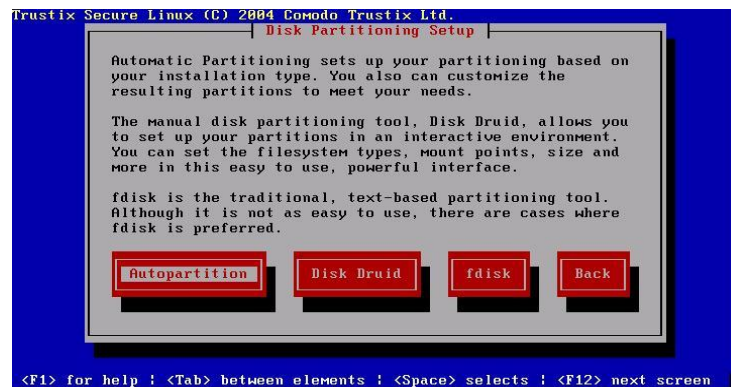 Trustix Secure Linux (C) 2004 Comodo Trustix Ltd.
Disk Partitioning Setup
Automatic Partitioning sets up your partitioning based on
your installation type. You also can customize the
resulting partitions to meet your needs.
The manual disk partitioning tool, Disk Druid, allows you
to set up your partitions in an interactive environment.
You can set the filesystem types, mount points, size and
more in this easy to use, powerful interface.
fdisk is the traditional, text-based partitioning tool.
Although it is not as easy to use, there are cases where
fdisk is preferred.
Autopartition Disk Druid fdisk Back
<F1> for help | <Tab> between elements | <Space> selects | <F12> next screen